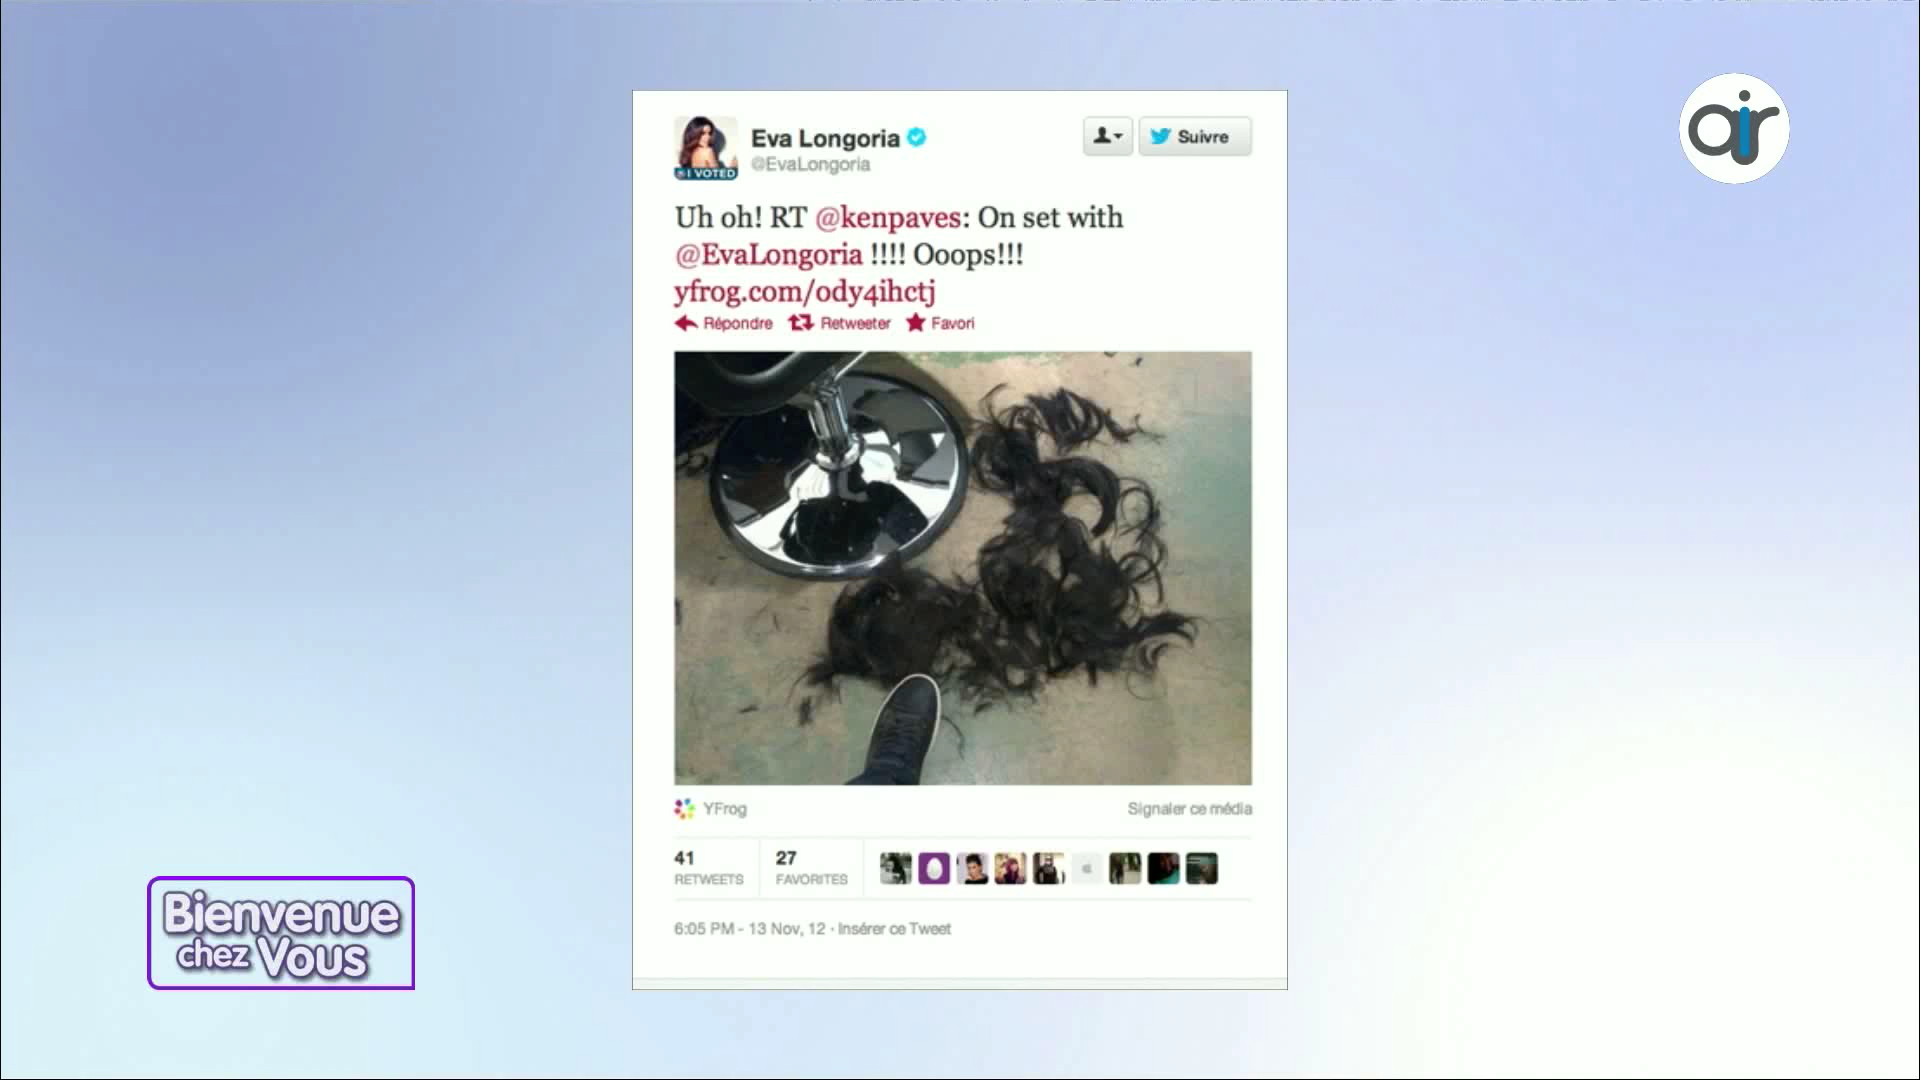 air
Eva Longoria
@EvaLongoria
I VOTED
Suivre
Uh oh! RT @kenpaves: On set with
@EvaLongoria !!!! Ooops!!!
yfrog.com/ody4ihctj
Répondre Retweeter Favori
YFrog
Signaler ce média
41 RETWEETS
27 FAVORITES
6:05 PM - 13 Nov, 12 · Insérer ce Tweet
Bienvenue
chez Vous